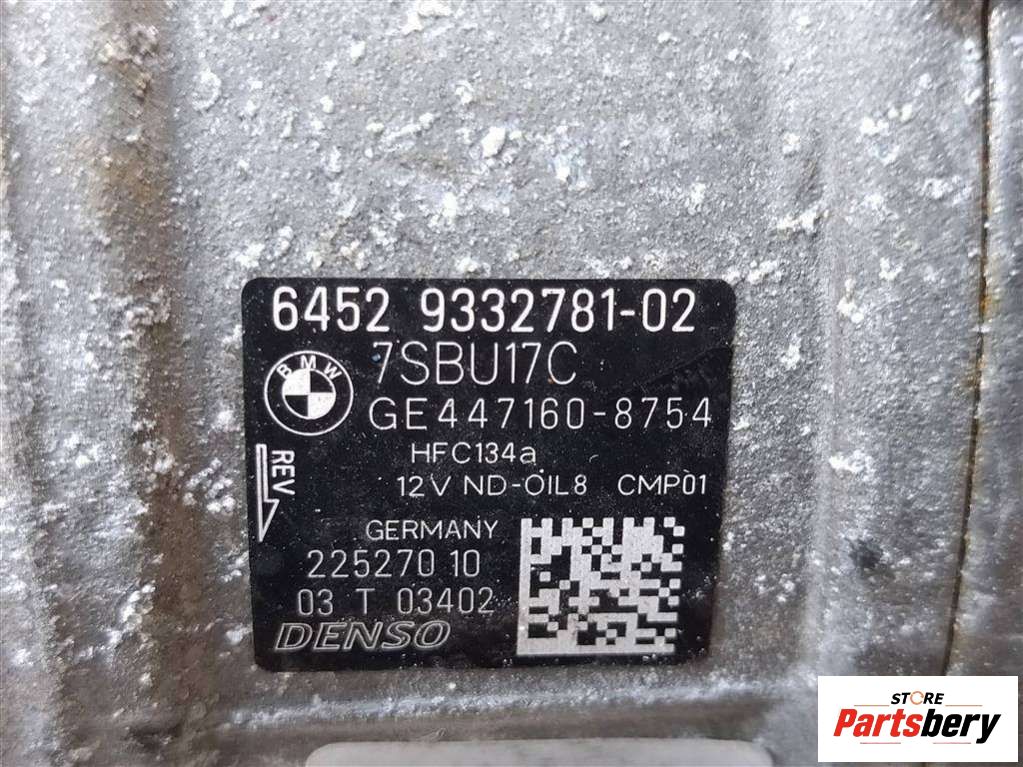 6452 9332781-02
BMW
7SBU17C
GE447160-8754
HFC134a
12V ND-OIL8 CMP01
REV
GERMANY
225270 10
03 T 03402
DENSO
STORE
Partsbery